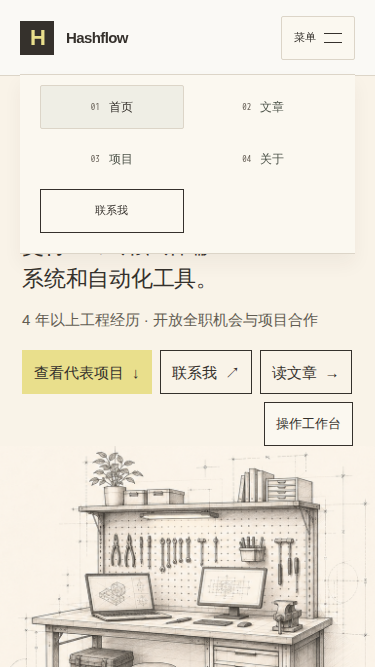 H Hashflow
菜单
01 首页
02 文章
03 项目
04 关于
联系我
系统和自动化工具。
4 年以上工程经历 · 开放全职机会与项目合作
查看代表项目 ↓
联系我 ↗
读文章 →
操作工作台